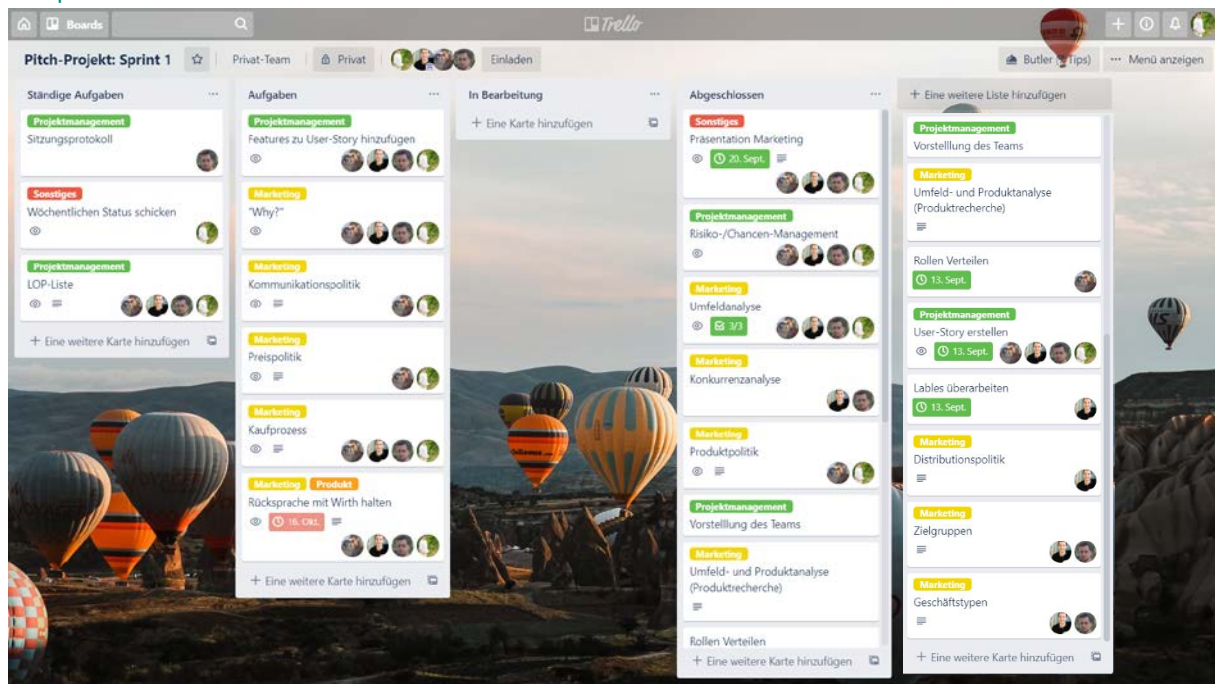 Boards
Trello
Pitch-Projekt: Sprint 1
Privat-Team
Privat
Einladen
Butler
Tips)
Menü anzeigen
Ständige Aufgaben
Projektmanagement
Sitzungsprotokoll
Sonstiges
Wöchentlichen Status schicken
Projektmanagement
LOP-Liste
+ Eine weitere Karte hinzufügen
Aufgaben
Projektmanagement
Features zu User-Story hinzufügen
Marketing
"Why?"
Marketing
Kommunikationspolitik
Marketing
Preispolitik
Marketing
Kaufprozess
Marketing Produkt
Rücksprache mit Wirth halten
16. Okt.
+ Eine weitere Karte hinzufügen
In Bearbeitung
+ Eine Karte hinzufügen
Abgeschlossen
Sonstiges
Präsentation Marketing
20. Sept.
Projektmanagement
Risiko-/Chancen-Management
Marketing
Umfeldanalyse
3/3
Marketing
Konkurrenzanalyse
Marketing
Produktpolitik
Projektmanagement
Vorstelllung des Teams
Marketing
Umfeld- und Produktanalyse
(Produktrecherche)
Rollen Verteilen
+ Eine weitere Karte hinzufügen
+ Eine weitere Liste hinzufügen
Projektmanagement
Vorstelllung des Teams
Marketing
Umfeld- und Produktanalyse
(Produktrecherche)
Rollen Verteilen
13. Sept.
Projektmanagement
User-Story erstellen
13. Sept.
Lables überarbeiten
13. Sept.
Marketing
Distributionspolitik
Marketing
Zielgruppen
Marketing
Geschäftstypen
+ Eine weitere Karte hinzufügen